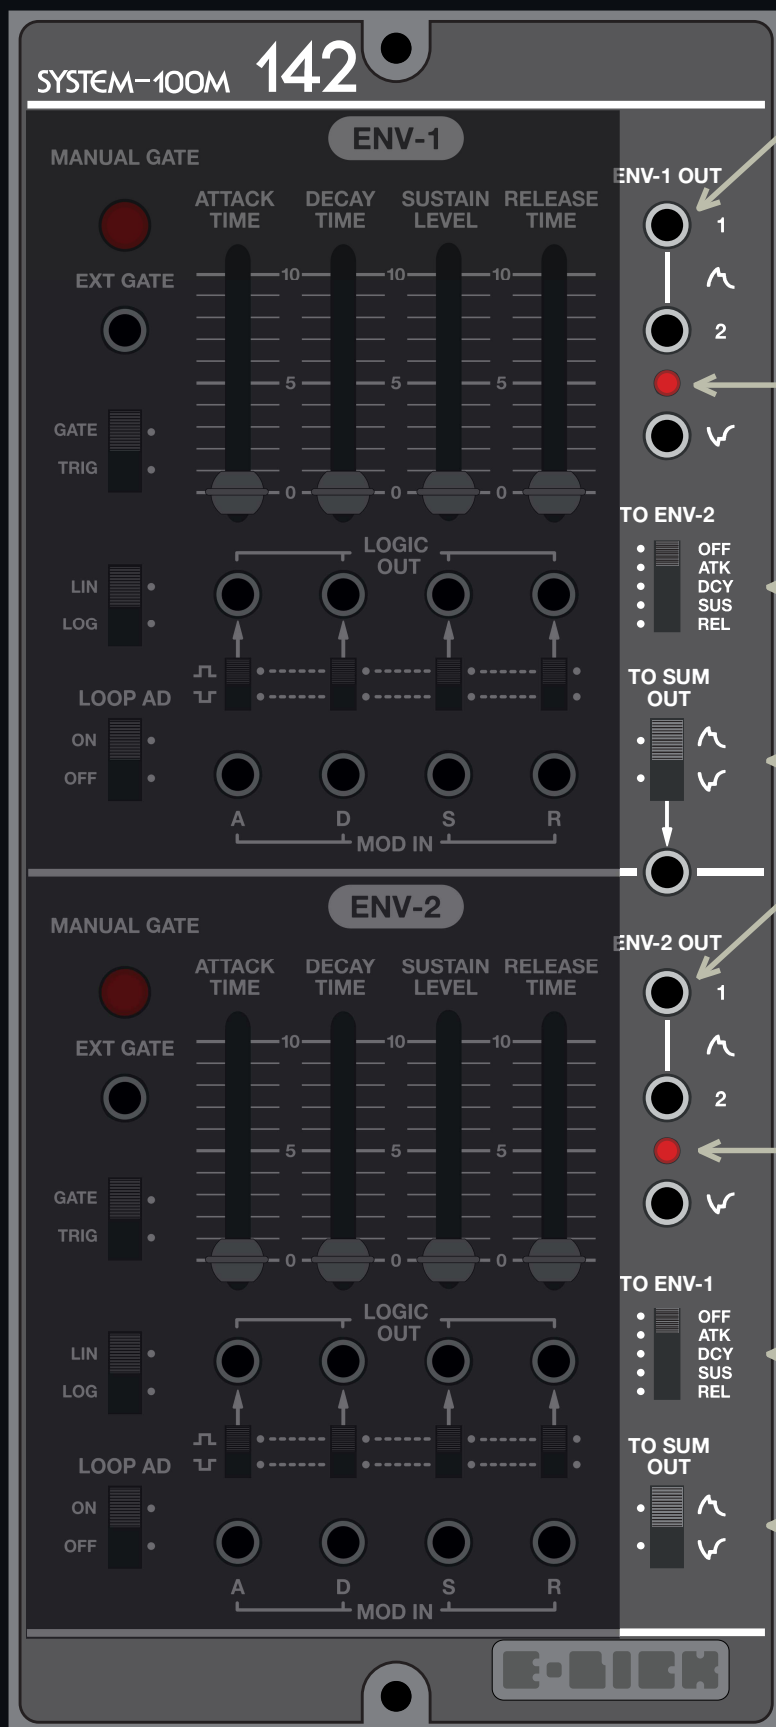 SYSTEM-100M 142
ENV-1
MANUAL GATE
ATTACK TIME
DECAY TIME
SUSTAIN LEVEL
RELEASE TIME
EXT GATE
10 10 10
5 5 5
0 0 0
GATE
TRIG
LIN
LOG
LOOP AD
ON
OFF
LOGIC OUT
A D S R
MOD IN
ENV-1 OUT
1
2
TO ENV-2
OFF
ATK
DCY
SUS
REL
TO SUM
OUT
ENV-2
MANUAL GATE
ATTACK TIME
DECAY TIME
SUSTAIN LEVEL
RELEASE TIME
EXT GATE
10 10 10
5 5 5
0 0 0
GATE
TRIG
LIN
LOG
LOOP AD
ON
OFF
LOGIC OUT
A D S R
MOD IN
ENV-2 OUT
1
2
TO ENV-1
OFF
ATK
DCY
SUS
REL
TO SUM
OUT